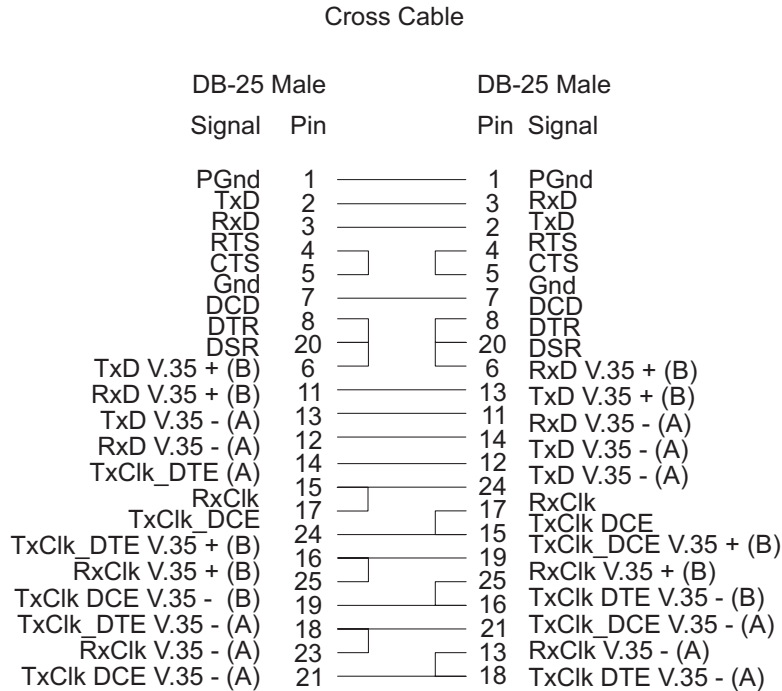 Cross Cable
DB-25 Male DB-25 Male
Signal Pin Pin Signal
PGnd 1 1 PGnd
TxD 2 3 RxD
RxD 3 2 TxD
RTS 4 4 RTS
CTS 5 5 CTS
Gnd 7 7 Gnd
DCD 8 8 DCD
DTR 20 20 DTR
DSR 6 6 DSR
TxD V.35 + (B) 11 13 RxD V.35 + (B)
RxD V.35 + (B) 13 11 TxD V.35 + (B)
TxD V.35 - (A) 12 14 RxD V.35 - (A)
RxD V.35 - (A) 14 12 TxD V.35 - (A)
TxClk_DTE (A) 15 24 TxD V.35 - (A)
RxClk 17 17 RxClk
TxClk_DCE 24 15 TxClk DCE
TxClk_DTE V.35 + (B) 16 19 TxClk_DCE V.35 + (B)
RxClk V.35 + (B) 25 25 RxClk V.35 + (B)
TxClk DCE V.35 - (B) 19 16 TxClk DTE V.35 - (B)
TxClk_DTE V.35 - (A) 18 21 TxClk_DCE V.35 - (A)
RxClk V.35 - (A) 23 13 RxClk V.35 - (A)
TxClk DCE V.35 - (A) 21 18 TxClk DTE V.35 - (A)